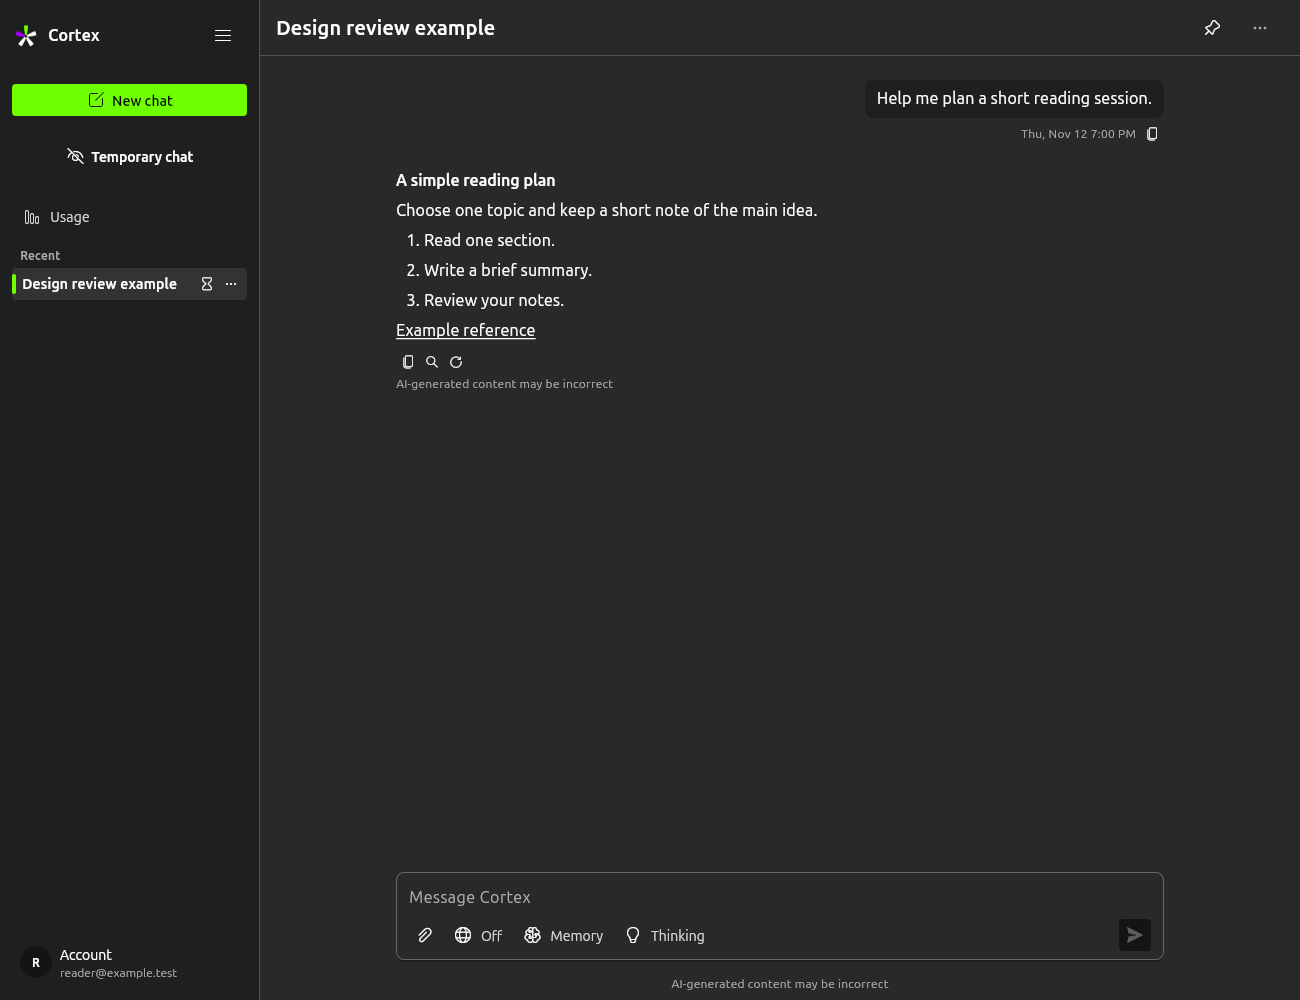 Cortex
New chat
Temporary chat
Usage
Recent
Design review example
Account
R
reader@example.test
Design review example
Help me plan a short reading session.
Thu, Nov 12 7:00 PM
A simple reading plan
Choose one topic and keep a short note of the main idea.
1. Read one section.
2. Write a brief summary.
3. Review your notes.
Example reference
AI-generated content may be incorrect
Message Cortex
Off Memory Thinking
AI-generated content may be incorrect